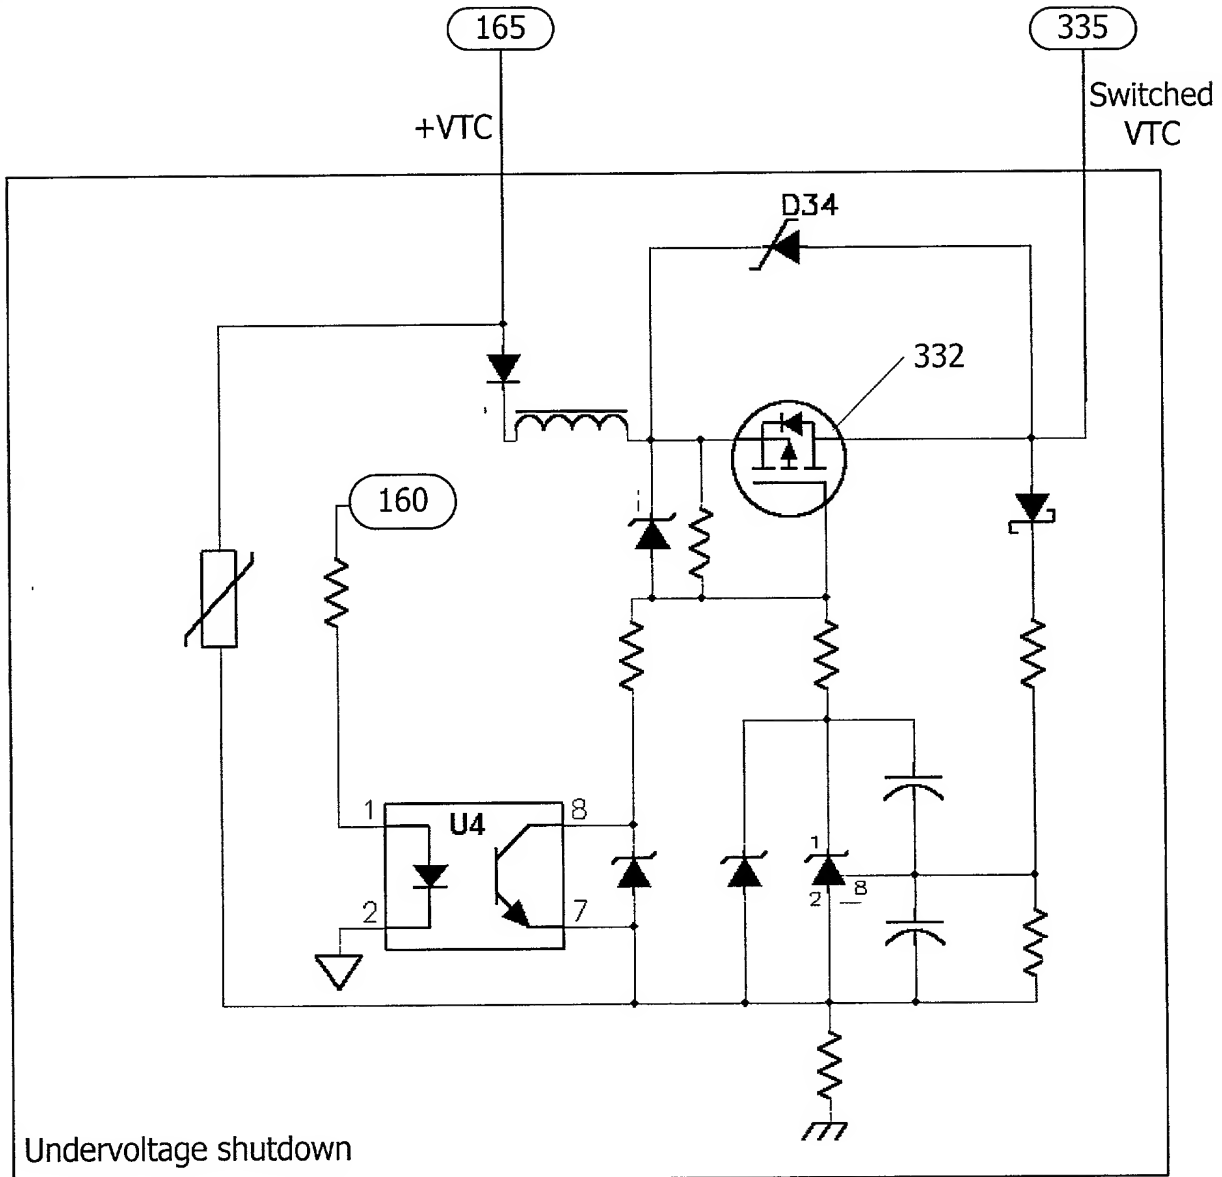 165
335
+VTC
Switched
VTC
D34
332
160
1
U4
8
2
7
1
2
8
Undervoltage shutdown